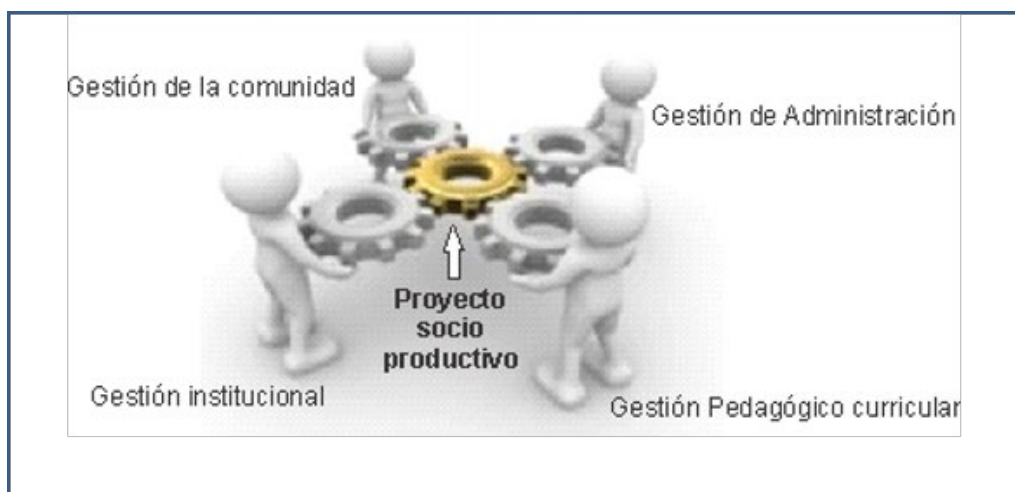 Gestión de la comunidad
Gestión de Administración
Proyecto
socio
productivo
Gestión institucional
Gestión Pedagógico curricular